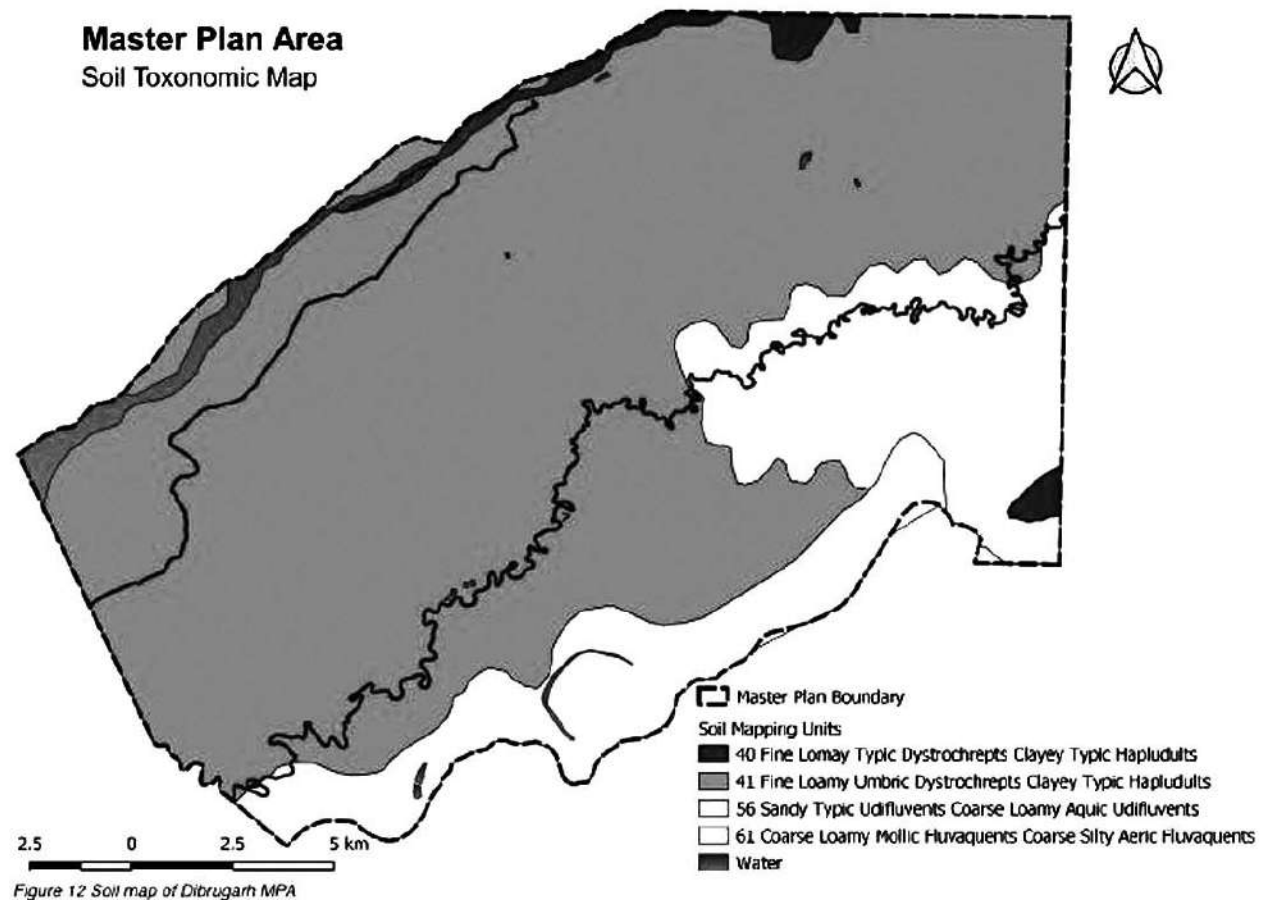 Master Plan Area
Soil Toxonomic Map
Master Plan Boundary
Soil Mapping Units
40 Fine Lomay Typic Dystrochrepts Clayey Typic Hapludults
41 Fine Loamy Umbric Dystrochrepts Clayey Typic Hapludults
56 Sandy Typic Udifluvents Coarse Loamy Aquic Udifluvents
61 Coarse Loamy Mollic Fluvaquents Coarse Silty Aeric Fluvaquents
Water
2.5 0 2.5 5 km
Figure 12 Soil map of Dibrugarh MPA